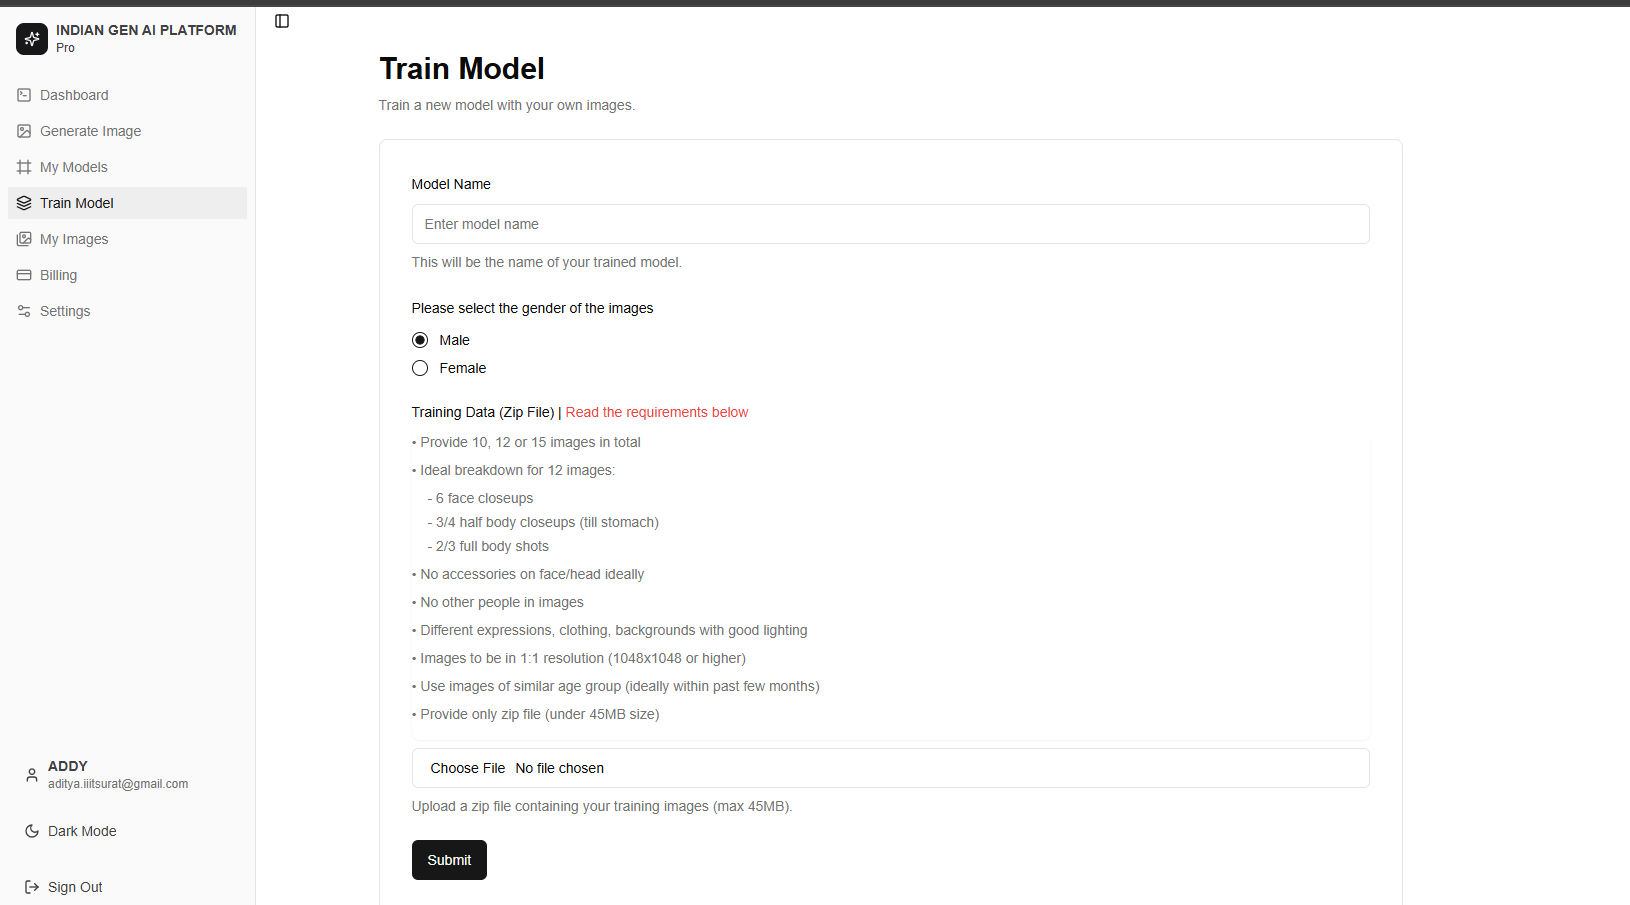 INDIAN GEN AI PLATFORM
Pro
Dashboard
Generate Image
My Models
Train Model
My Images
Billing
Settings
ADDY
aditya.iiitsurat@gmail.com
Dark Mode
Sign Out
Train Model
Train a new model with your own images.
Model Name
Enter model name
This will be the name of your trained model.
Please select the gender of the images
Male
Female
Training Data (Zip File) | Read the requirements below
• Provide 10, 12 or 15 images in total
• Ideal breakdown for 12 images:
- 6 face closeups
- 3/4 half body closeups (till stomach)
- 2/3 full body shots
• No accessories on face/head ideally
• No other people in images
• Different expressions, clothing, backgrounds with good lighting
• Images to be in 1:1 resolution (1048x1048 or higher)
• Use images of similar age group (ideally within past few months)
• Provide only zip file (under 45MB size)
Choose File No file chosen
Upload a zip file containing your training images (max 45MB).
Submit